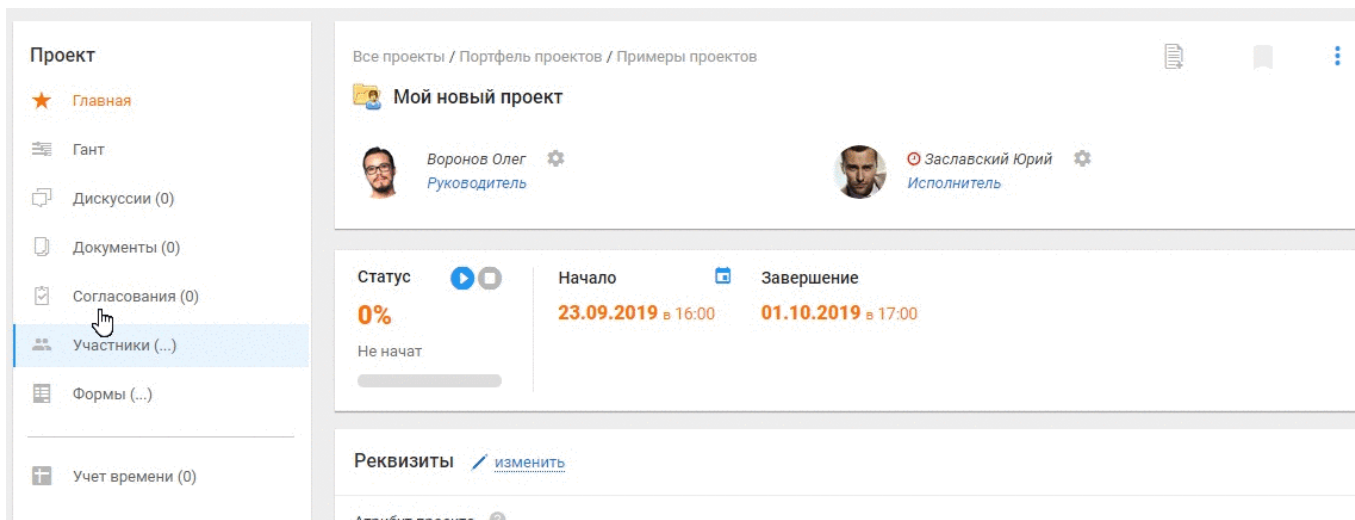 Проект
Главная
Гант
Дискуссии (0)
Документы (0)
Согласования (0)
Участники (...)
Формы (...)
Учет времени (0)
Все проекты / Портфель проектов / Примеры проектов
Мой новый проект
Воронов Олег
Руководитель
Заславский Юрий
Исполнитель
Статус
0%
Не начат
Начало
23.09.2019 в 16:00
Завершение
01.10.2019 в 17:00
Реквизиты изменить